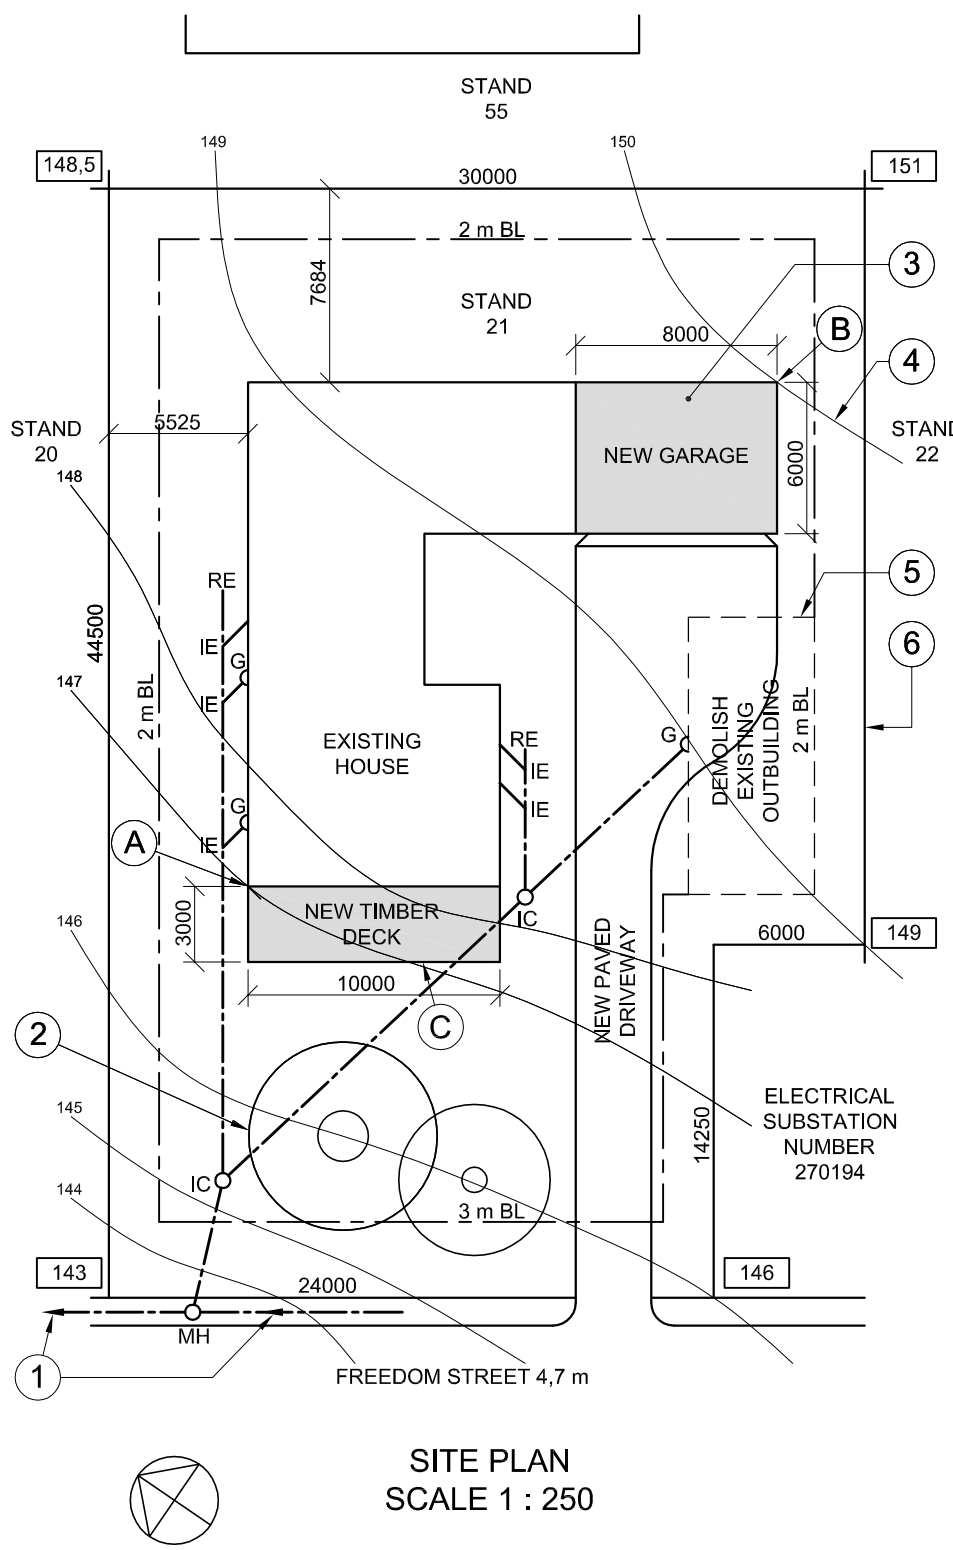 STAND
55
149
150
148,5
151
30000
2 m BL
3
7684
STAND
21
8000
B
4
5525
STAND
20
STAND
22
NEW GARAGE
6000
148
RE
5
IE
G
6
44500
147
IE
2 m BL
EXISTING
HOUSE
RE
G
IE
DEMOLISH
EXISTING
OUTBUILDING
2 m BL
G
IE
A
IE
3000
NEW TIMBER
DECK
IC
146
6000
149
10000
NEW PAVED
DRIVEWAY
2
C
145
ELECTRICAL
SUBSTATION
NUMBER
270194
14250
144
IC
3 m BL
143
24000
146
MH
1
FREEDOM STREET 4,7 m
SITE PLAN
SCALE 1 : 250